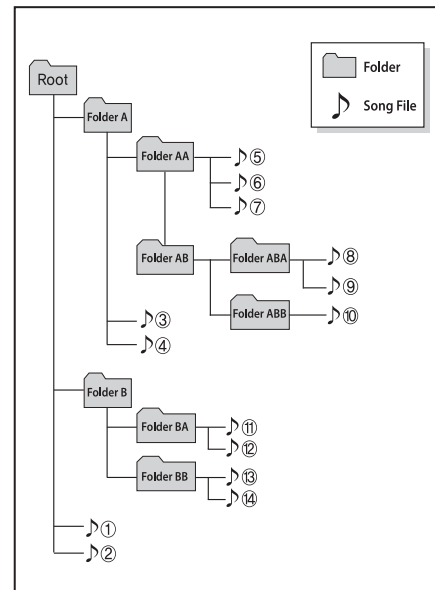 Root
Folder
Song File
Folder A
Folder AA
⑤
⑥
⑦
Folder AB
Folder ABA
⑧
⑨
Folder ABB
⑩
③
④
Folder B
Folder BA
⑪
⑫
Folder BB
⑬
⑭
①
②